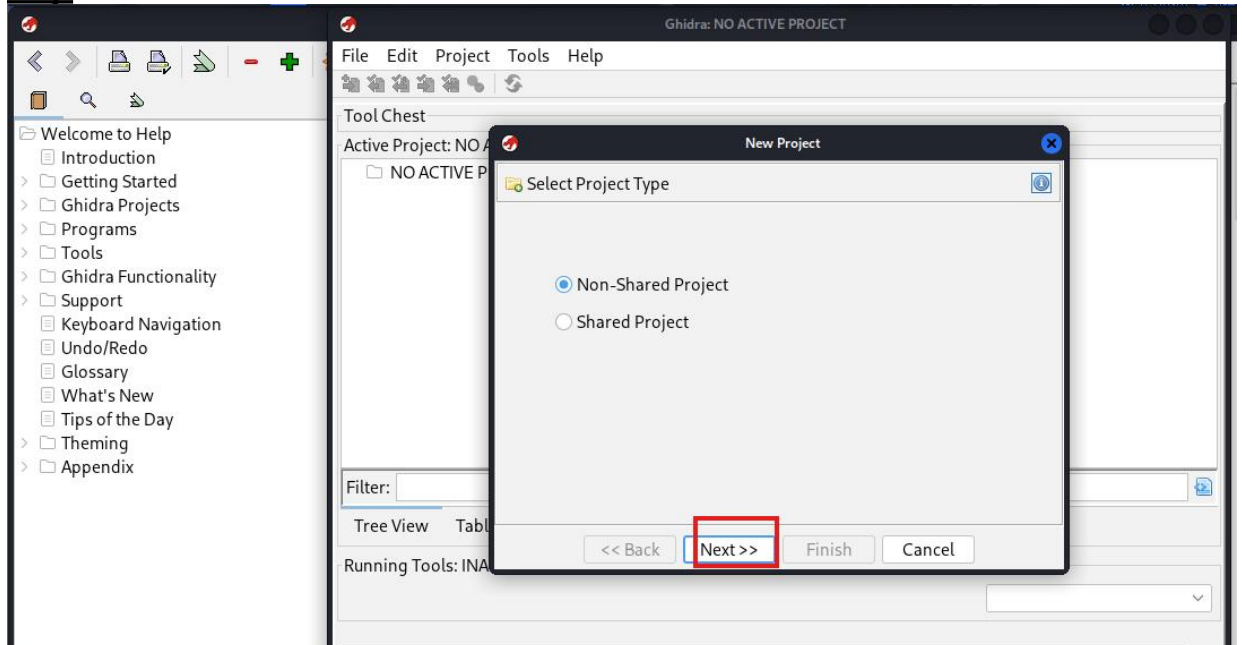 Ghidra: NO ACTIVE PROJECT
File Edit Project Tools Help
Tool Chest
Active Project: NO A
NO ACTIVE P
Welcome to Help
Introduction
Getting Started
Ghidra Projects
Programs
Tools
Ghidra Functionality
Support
Keyboard Navigation
Undo/Redo
Glossary
What's New
Tips of the Day
Theming
Appendix
New Project
Select Project Type
Non-Shared Project
Shared Project
<< Back Next >> Finish Cancel
Filter:
Tree View Tabl
Running Tools: INA